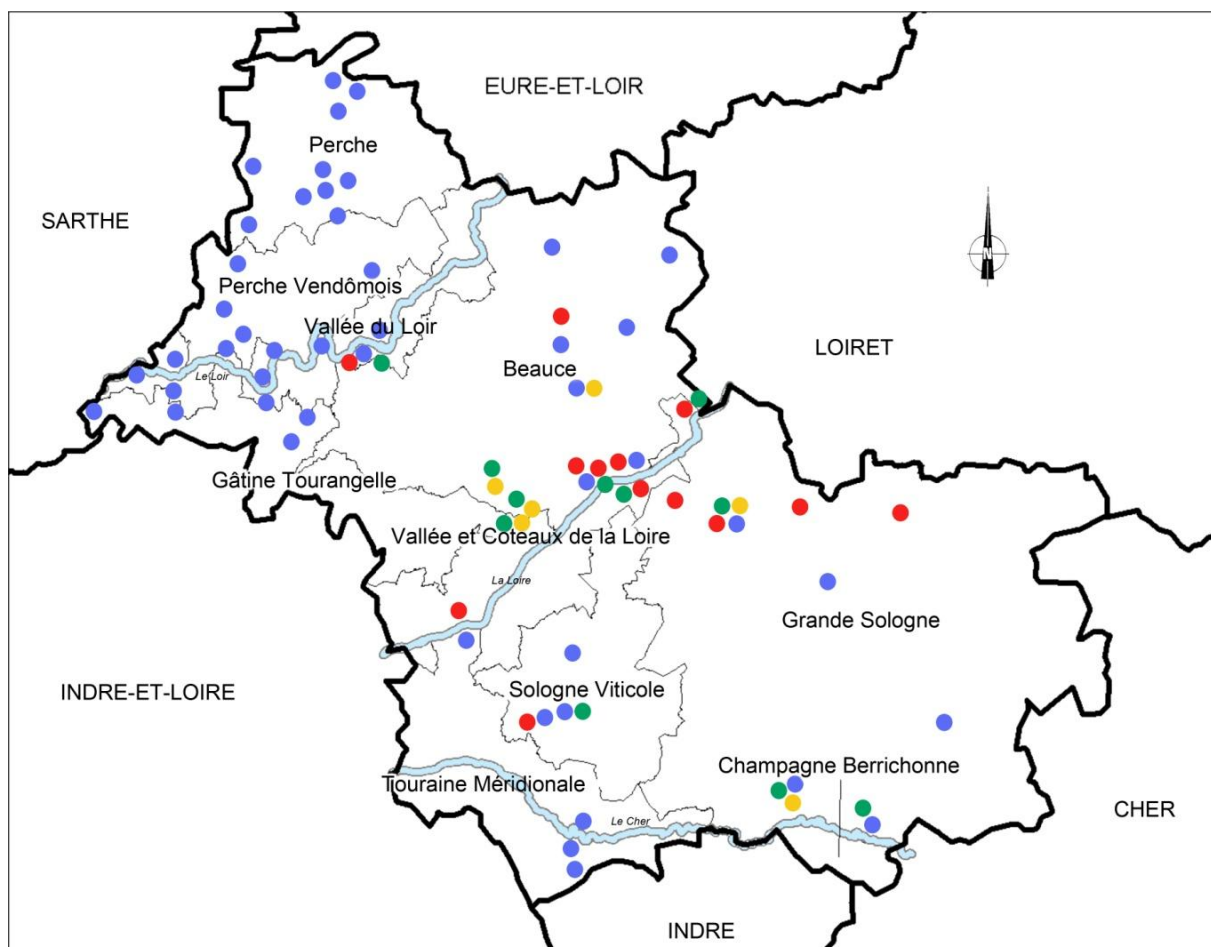 EURE-ET-LOIR
Perche
SARTHE
N
Perche Vendômois
Vallée du Loir
LOIRET
Beauce
Le Loir
Gâtine Tourangelle
Vallée et Coteaux de la Loire
La Loire
Grande Sologne
INDRE-ET-LOIRE
Sologne Viticole
Champagne Berrichonne
Touraine Méridionale
CHER
Le Cher
INDRE